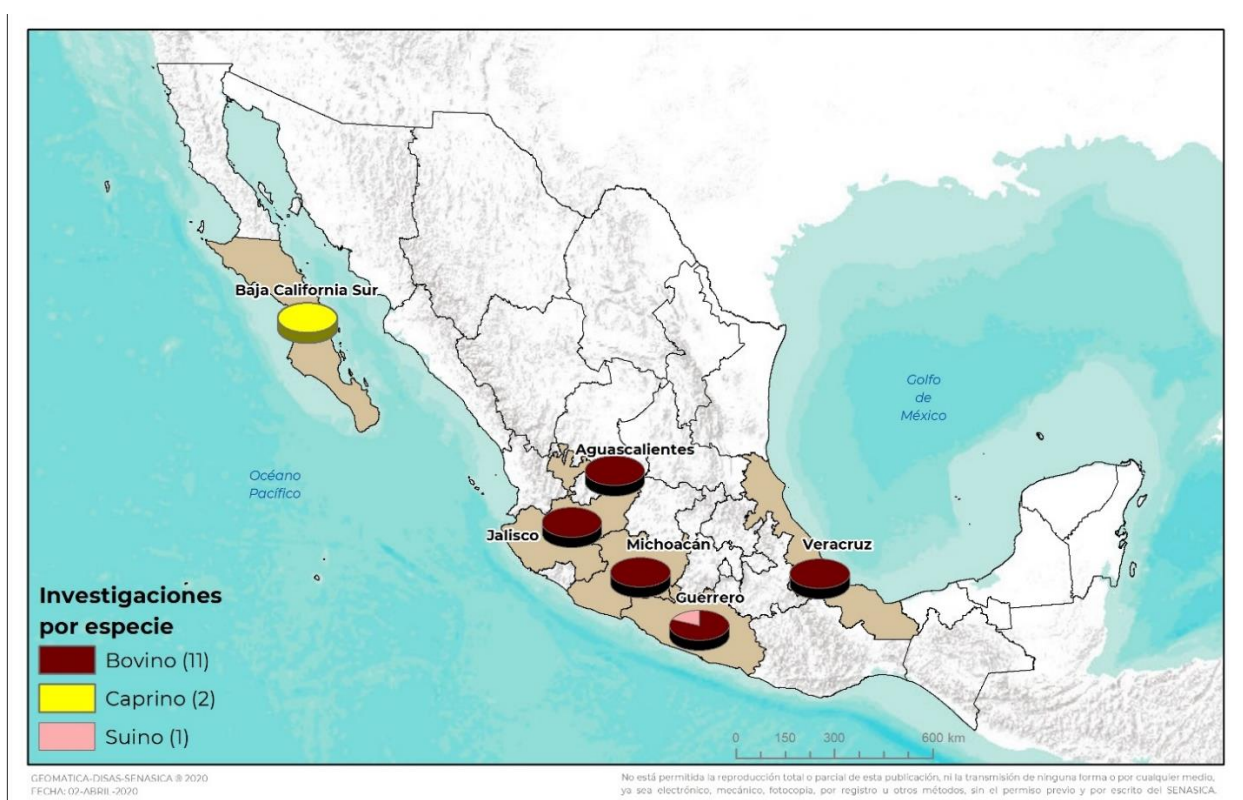 Baja California Sur
Golfo
de
México
Aguascalientes
Océano
Pacífico
Jalisco
Michoacán
Veracruz
Guerrero
Investigaciones
por especie
Bovino (11)
Caprino (2)
Suino (1)
0 150 300 600 km
GEOMATICA-DISAS-SENASICA ® 2020
FECHA: 02-ABRIL-2020
No está permitida la reproducción total o parcial de esta publicación, ni la transmisión de ninguna forma o por cualquier medio,
ya sea electrónico, mecánico, fotocopia, por registro u otros métodos, sin el permiso previo y por escrito del SENASICA.